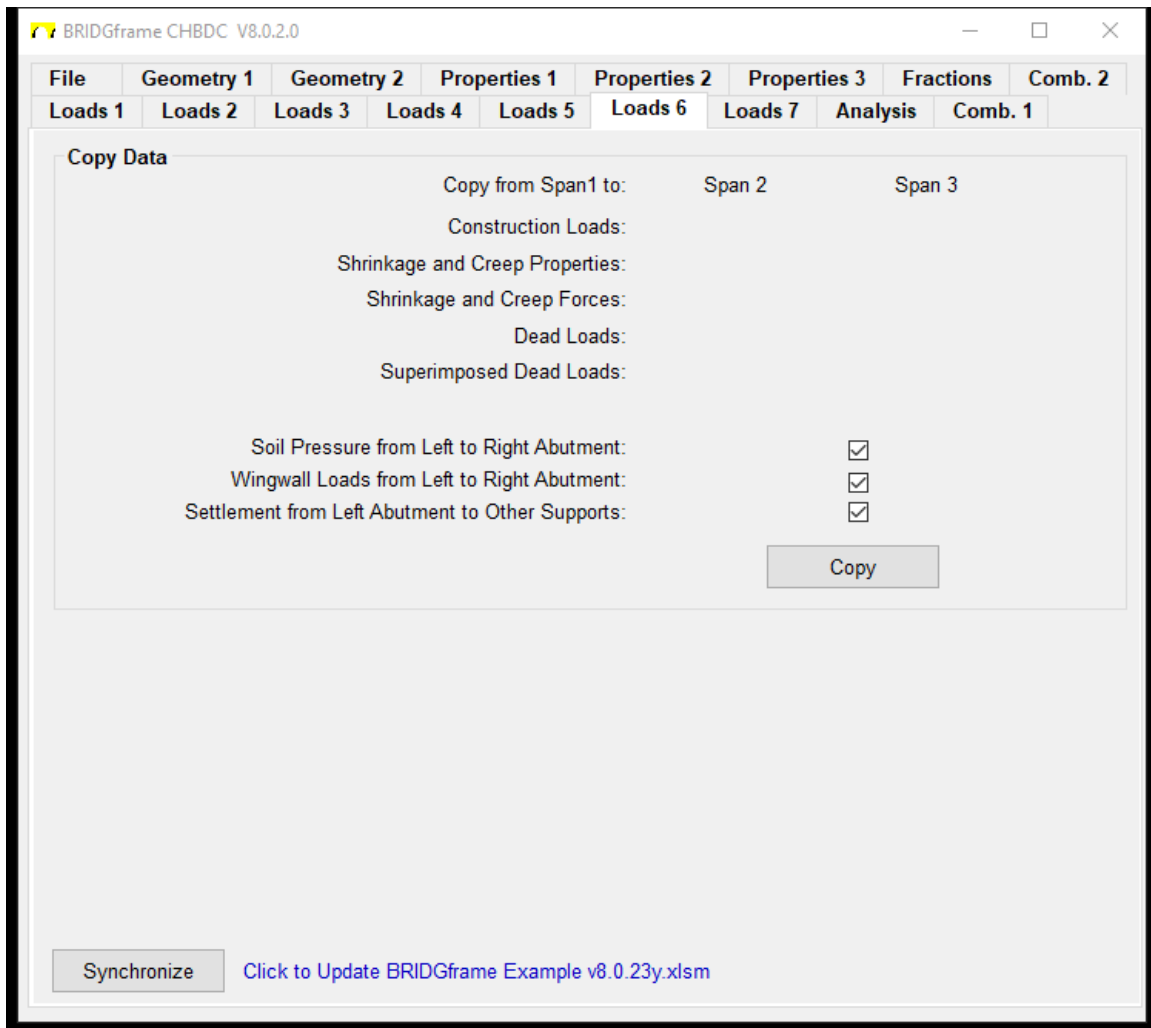 BRIDGframe CHBDC V8.0.2.0
File Geometry 1 Geometry 2 Properties 1 Properties 2 Properties 3 Fractions Comb. 2
Loads 1 Loads 2 Loads 3 Loads 4 Loads 5 Loads 6 Loads 7 Analysis Comb. 1
Copy Data
Copy from Span1 to: Span 2 Span 3
Construction Loads:
Shrinkage and Creep Properties:
Shrinkage and Creep Forces:
Dead Loads:
Superimposed Dead Loads:
Soil Pressure from Left to Right Abutment:
Wingwall Loads from Left to Right Abutment:
Settlement from Left Abutment to Other Supports:
Copy
Synchronize Click to Update BRIDGframe Example v8.0.23y.xlsm